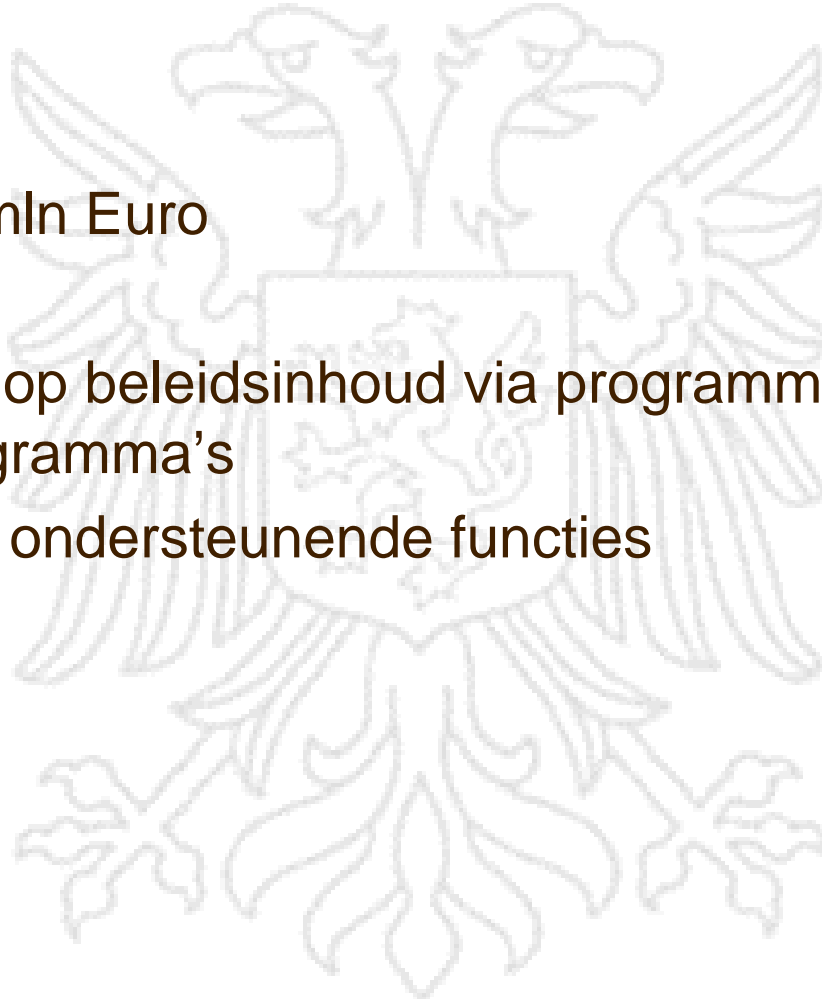 mln Euro
op beleidsinhoud via programm
gramma’s
ondersteunende functies